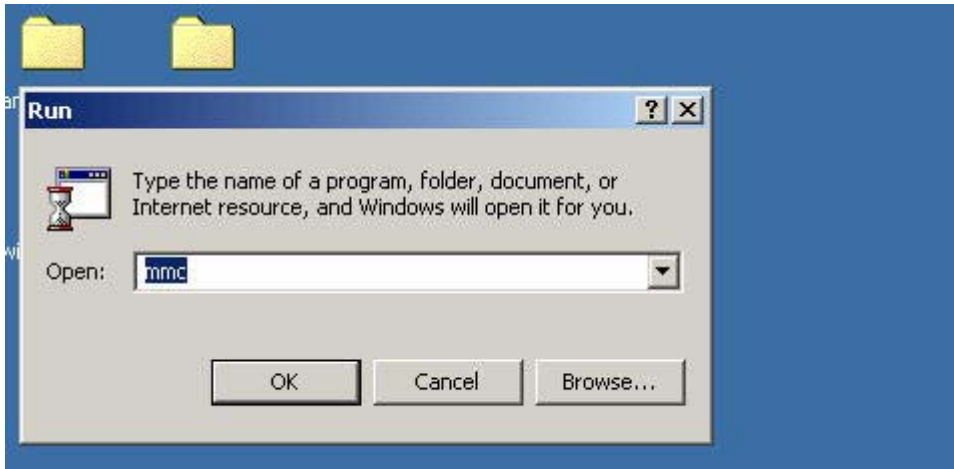 Run
Type the name of a program, folder, document, or
Internet resource, and Windows will open it for you.
Open: mmc
OK Cancel Browse...